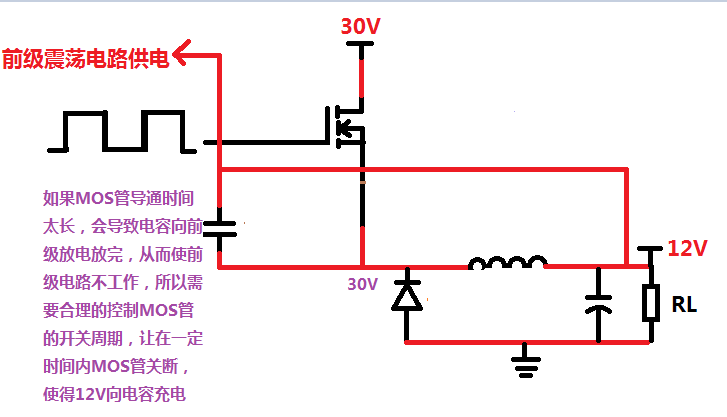 30V
前级震荡电路供电
如果MOS管导通时间
太长，会导致电容向前
级放电放完，从而使前
级电路不工作，所以需
要合理的控制MOS管
的开关周期，让在一定
时间内MOS管关断，
使得12V向电容充电
30V
12V
RL